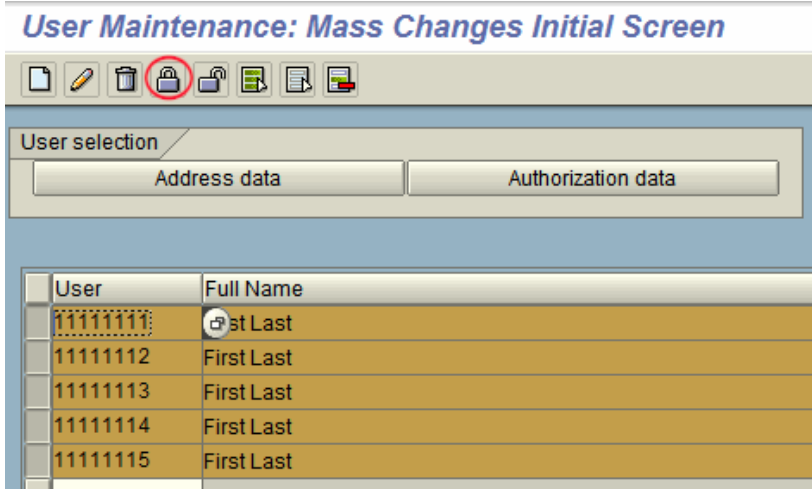 User Maintenance: Mass Changes Initial Screen
User selection
Address data Authorization data
User Full Name
11111111 st Last
11111112 First Last
11111113 First Last
11111114 First Last
11111115 First Last